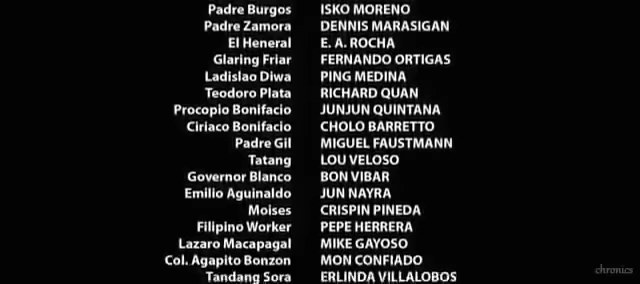 Padre Burgos ISKO MORENO
Padre Zamora DENNIS MARASIGAN
El Heneral E. A. ROCHA
Glaring Friar FERNANDO ORTIGAS
Ladislao Diwa PING MEDINA
Teodoro Plata RICHARD QUAN
Procopio Bonifacio JUNJUN QUINTANA
Ciriaco Bonifacio CHOLO BARRETTO
Padre Gil MIGUEL FAUSTMANN
Tatang LOU VELOSO
Governor Blanco BON VIBAR
Emilio Aguinaldo JUN NAYRA
Moises CRISPIN PINEDA
Filipino Worker PEPE HERRERA
Lazaro Macapagal MIKE GAYOSO
Col. Agapito Bonzon MON CONFIADO
chronics
Tandang Sora ERLINDA VILLALOBOS